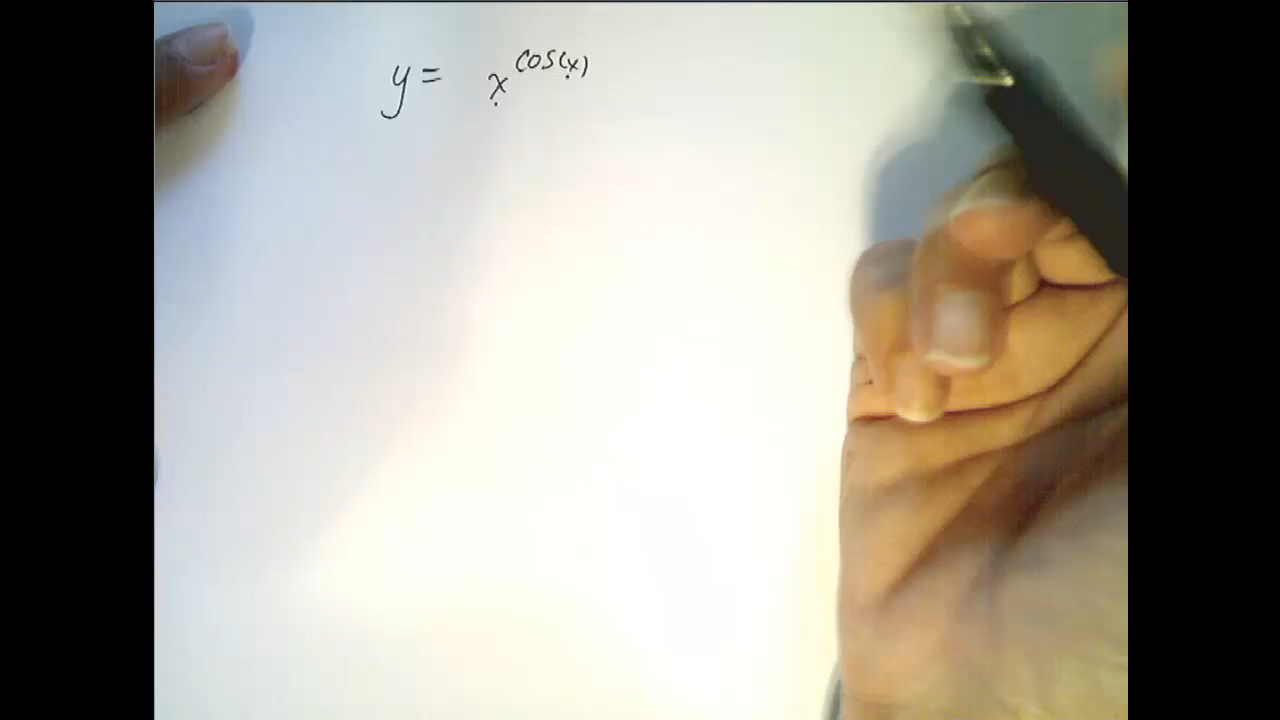 y = x^cos(x)